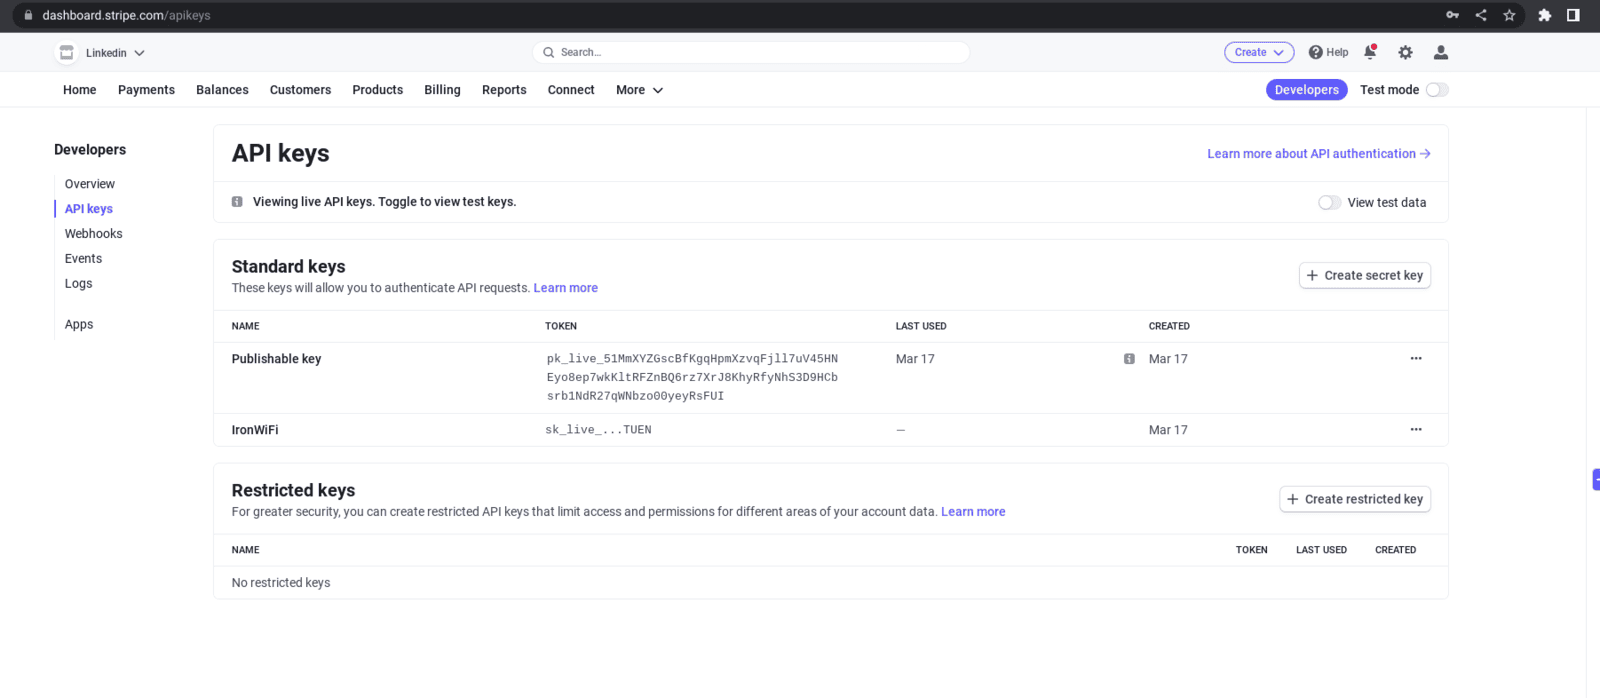 dashboard.stripe.com/apikeys
Linkedin
Search...
Create
Help
Home Payments Balances Customers Products Billing Reports Connect More
Developers Test mode
Developers
Overview
API keys
Webhooks
Events
Logs
Apps
API keys
Learn more about API authentication
Viewing live API keys. Toggle to view test keys.
View test data
Standard keys
These keys will allow you to authenticate API requests. Learn more
Create secret key
NAME TOKEN LAST USED CREATED
Publishable key pk_live_51MmXYZGscBfKgqHpmXzvqFjll7uV45HN Mar 17 Mar 17
Eyo8ep7wkKltRFZnBQ6rz7XrJ8KhyRfyNhS3D9HCb
srb1NdR27qWNbzo00yeyRsFUI
IronWiFi sk_live_...TUEN — Mar 17
Restricted keys
For greater security, you can create restricted API keys that limit access and permissions for different areas of your account data. Learn more
Create restricted key
NAME TOKEN LAST USED CREATED
No restricted keys